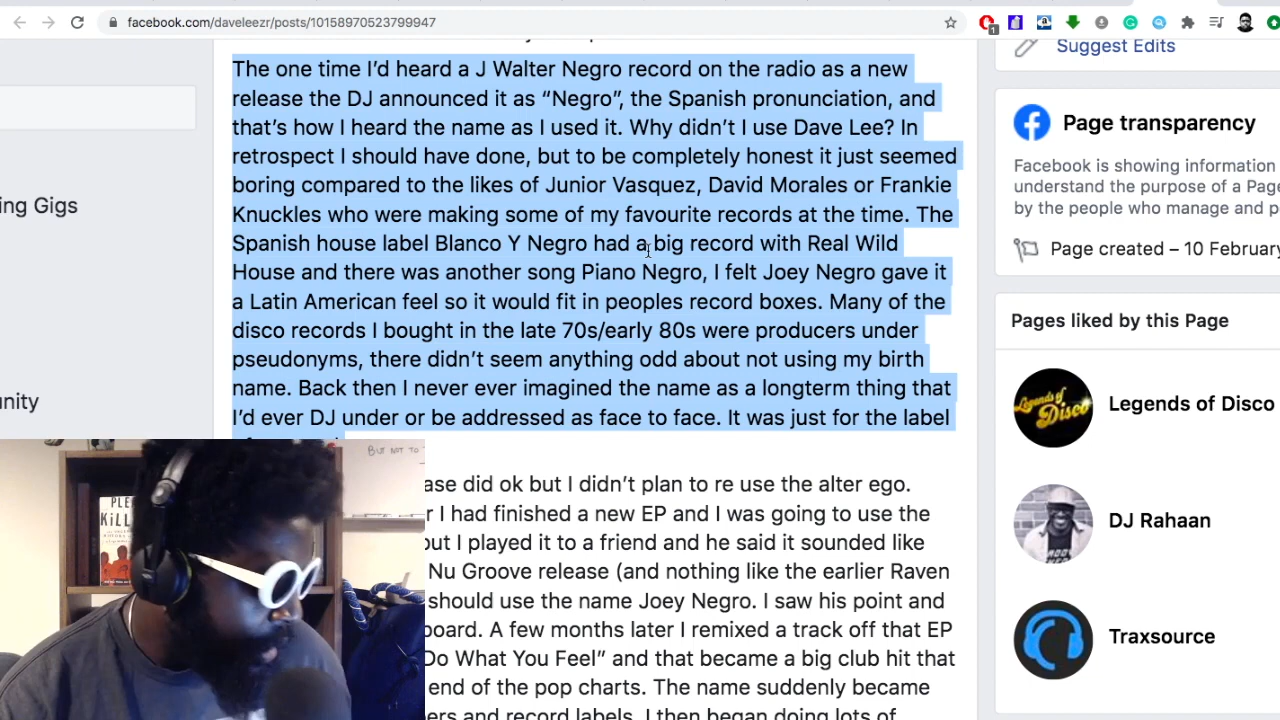 facebook.com/daveleezr/posts/10158970523799947
1
Suggest Edits
The one time I’d heard a J Walter Negro record on the radio as a new
release the DJ announced it as “Negro”, the Spanish pronunciation, and
that’s how I heard the name as I used it. Why didn’t I use Dave Lee? In
retrospect I should have done, but to be completely honest it just seemed
boring compared to the likes of Junior Vasquez, David Morales or Frankie
Knuckles who were making some of my favourite records at the time. The
Spanish house label Blanco Y Negro had a big record with Real Wild
House and there was another song Piano Negro, I felt Joey Negro gave it
a Latin American feel so it would fit in peoples record boxes. Many of the
disco records I bought in the late 70s/early 80s were producers under
pseudonyms, there didn’t seem anything odd about not using my birth
name. Back then I never ever imagined the name as a longterm thing that
I’d ever DJ under or be addressed as face to face. It was just for the label
ase did ok but I didn’t plan to re use the alter ego.
r I had finished a new EP and I was going to use the
out I played it to a friend and he said it sounded like
Nu Groove release (and nothing like the earlier Raven
should use the name Joey Negro. I saw his point and
board. A few months later I remixed a track off that EP
Do What You Feel” and that became a big club hit that
end of the pop charts. The name suddenly became
ers and record labels. I then began doing lots of
ing Gigs
nity
Page transparency
Facebook is showing information
understand the purpose of a Pag
by the people who manage and p
Page created – 10 February
Pages liked by this Page
Legends of Disco
Legends of Disco
DJ Rahaan
Traxsource
BUT NOT TO
PLE
KILL